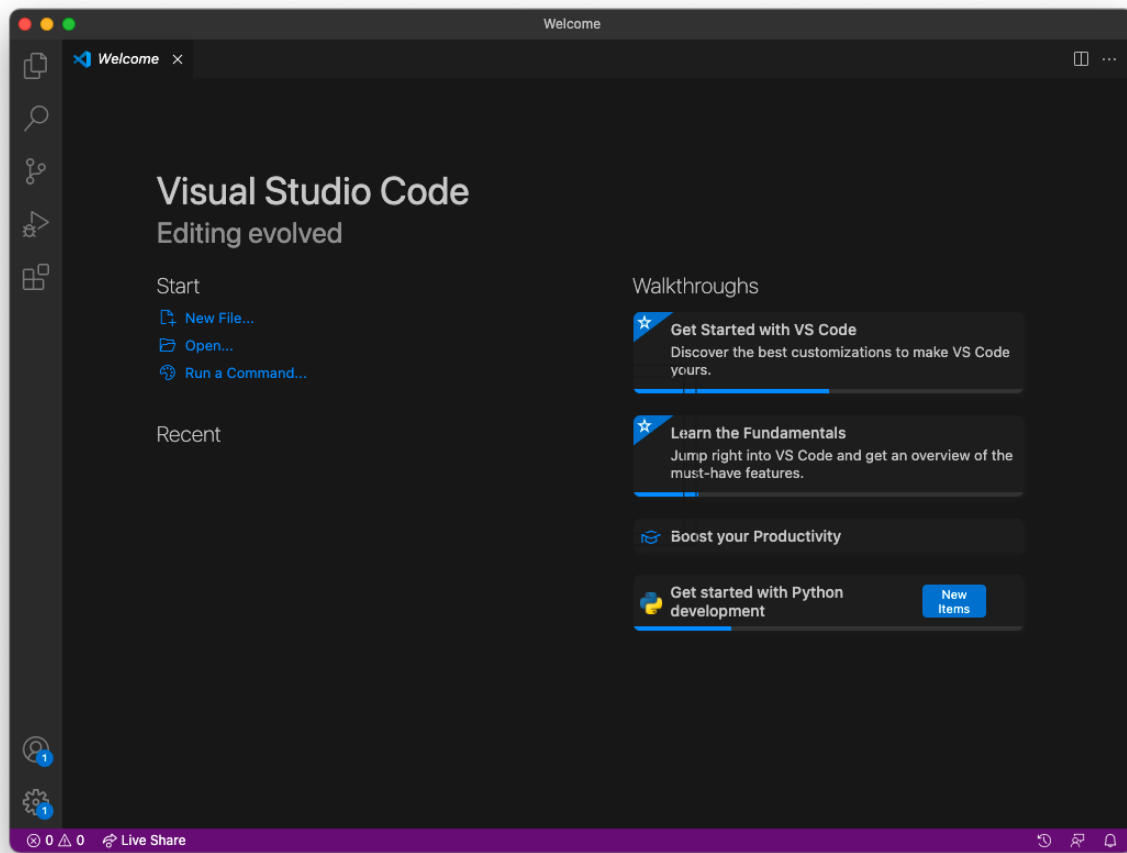 Welcome
Welcome
Visual Studio Code
Editing evolved
Start
New File...
Open...
Run a Command...
Recent
Walkthroughs
Get Started with VS Code
Discover the best customizations to make VS Code
yours.
Learn the Fundamentals
Jump right into VS Code and get an overview of the
must-have features.
Boost your Productivity
Get started with Python
development
New
Items
1
1
0 0 Live Share